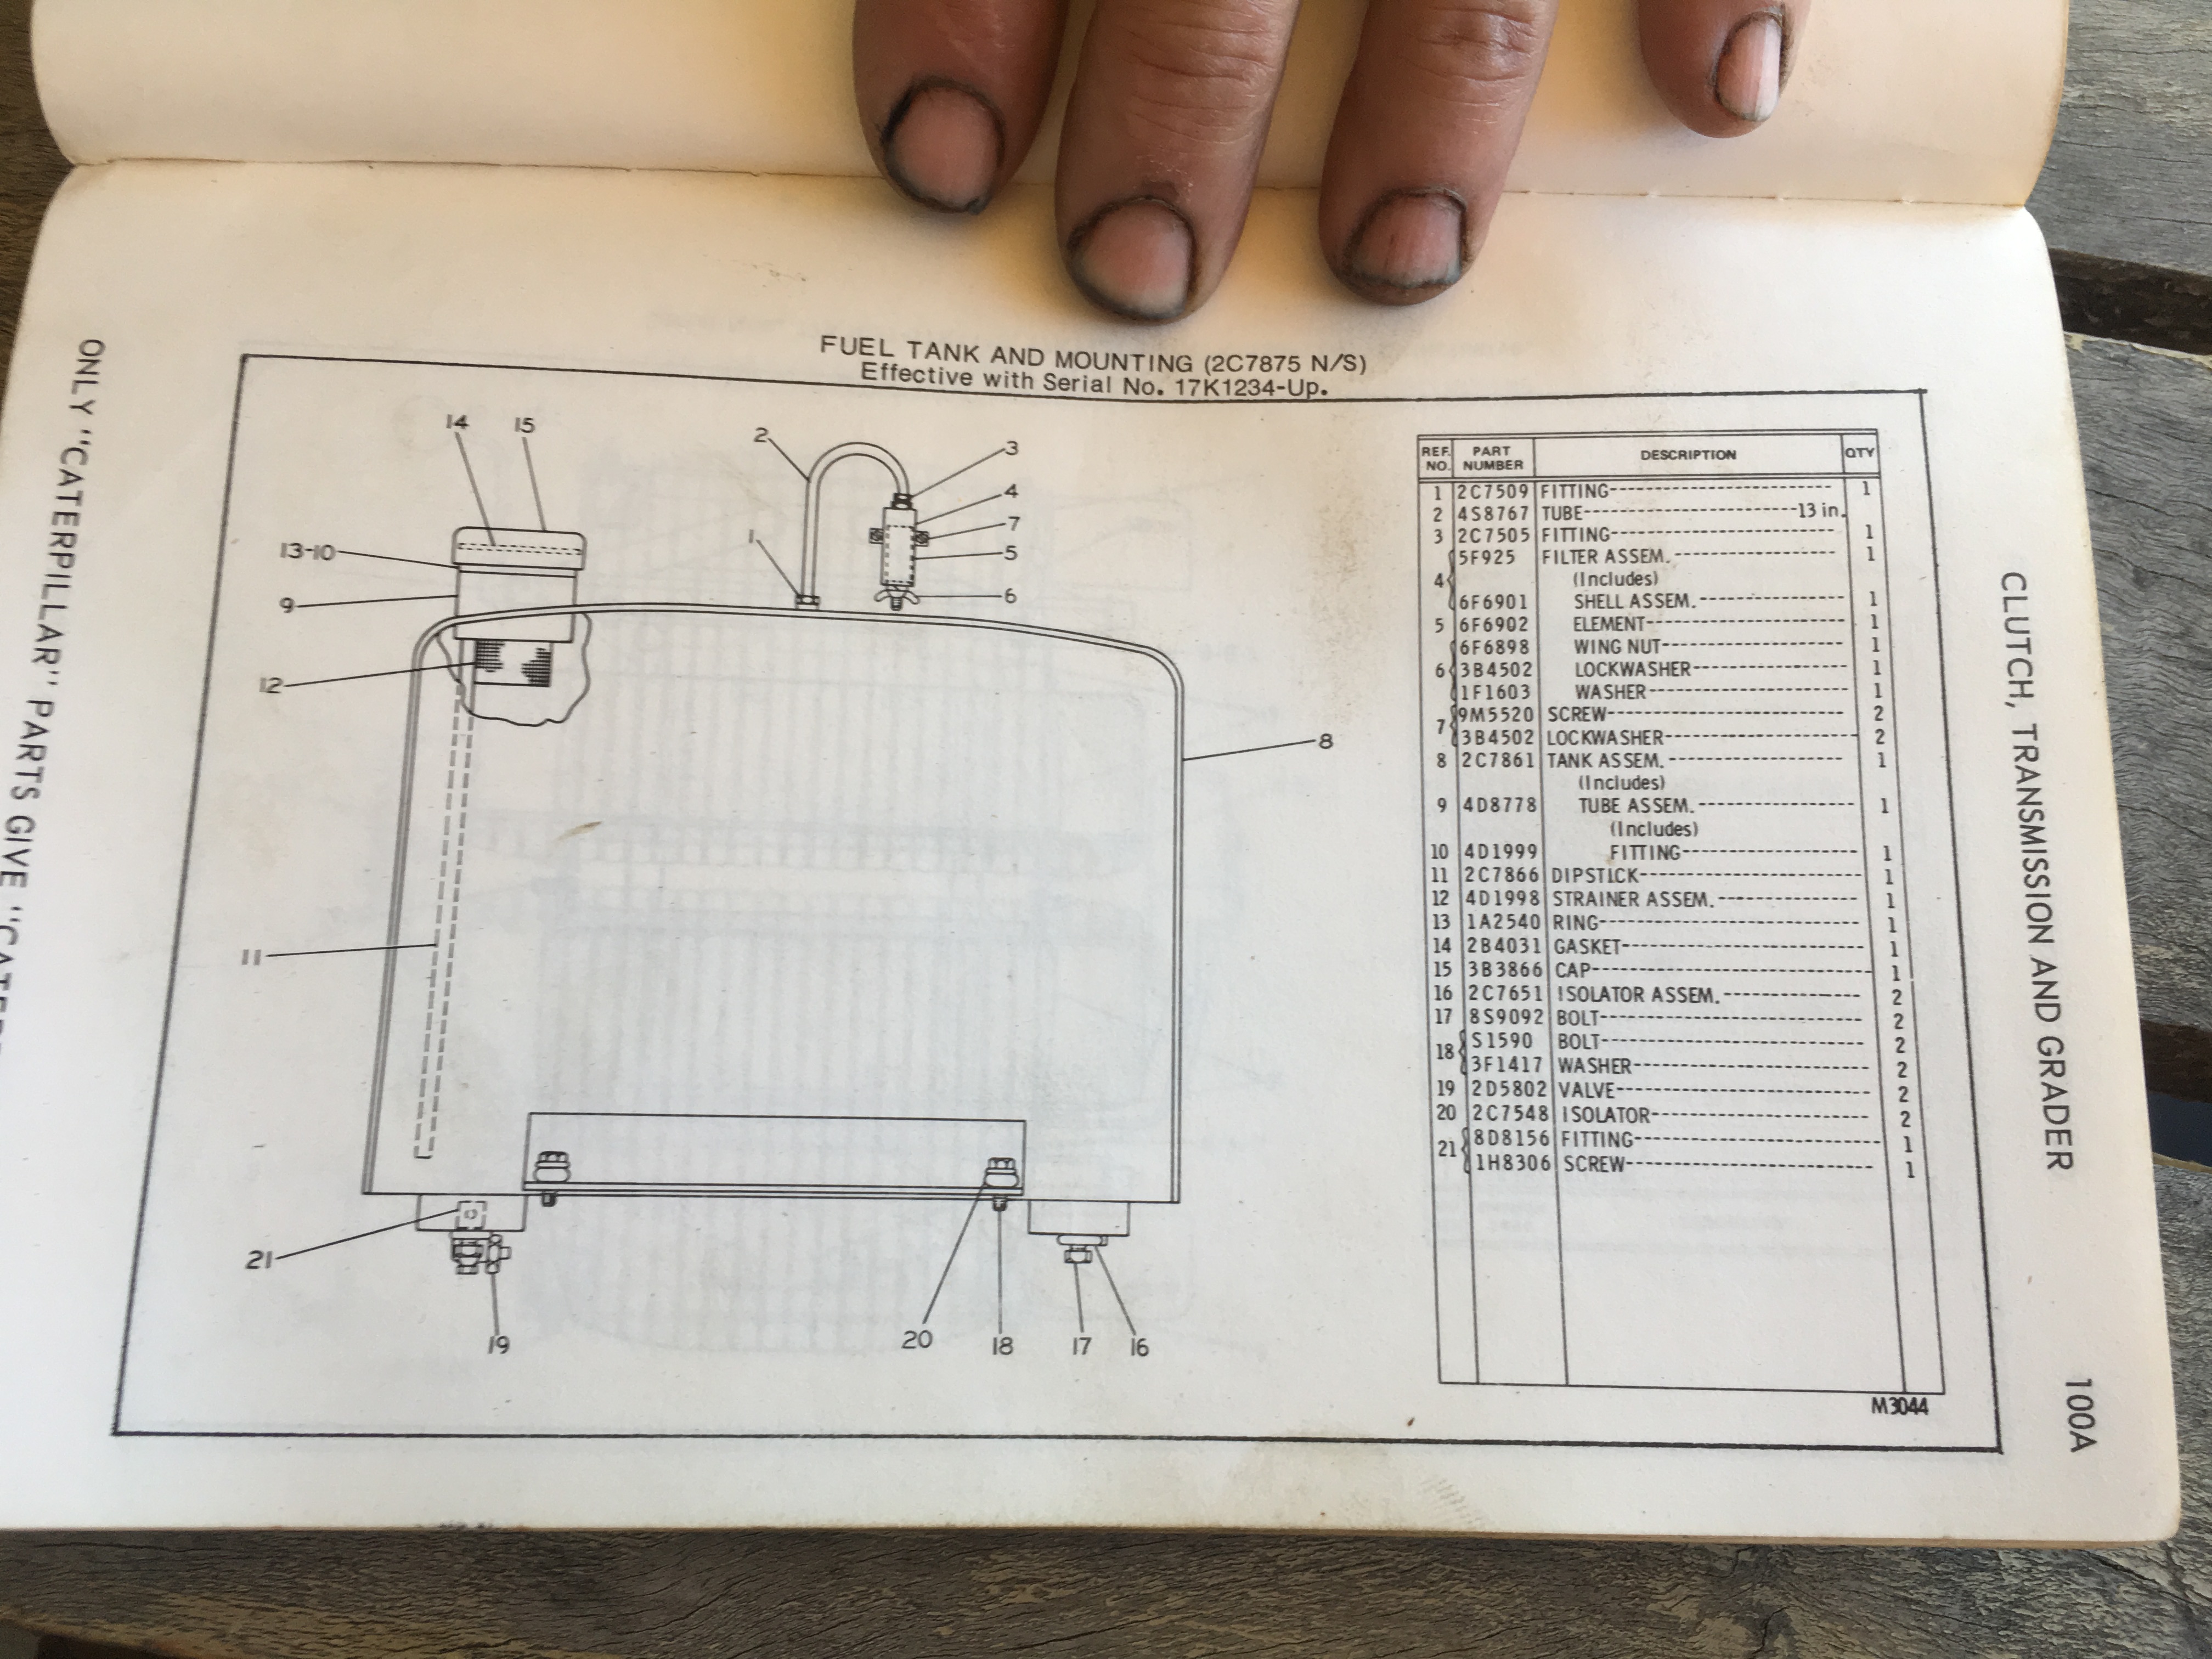 ONLY "CATERPILLAR" PARTS GIVE
FUEL TANK AND MOUNTING (2C7875 N/S)
Effective with Serial No. 17K1234-Up.
2
14
15
1
3
4
7
5
6
13-10
9
12
11
8
21
19
20
18
17
16
REF. NO. PART NUMBER DESCRIPTION QTY
1 2C7509 FITTING 1
2 4S8767 TUBE 13 in.
3 2C7505 FITTING 1
4 5F925 FILTER ASSEM. 1
(Includes)
6F6901 SHELL ASSEM. 1
5 6F6902 ELEMENT 1
6F6898 WING NUT 1
6 3B4502 LOCKWASHER 1
1F1603 WASHER 1
7 9M5520 SCREW 2
3B4502 LOCKWASHER 2
8 2C7861 TANK ASSEM. 1
(Includes)
9 4D8778 TUBE ASSEM. 1
(Includes)
10 4D1999 FITTING 1
11 2C7866 DIPSTICK 1
12 4D1998 STRAINER ASSEM. 1
13 1A2540 RING 1
14 2B4031 GASKET 1
15 3B3866 CAP 1
16 2C7651 ISOLATOR ASSEM. 2
17 8S9092 BOLT 2
18 S1590 BOLT 2
3F1417 WASHER 2
19 2D5802 VALVE 2
20 2C7548 ISOLATOR 2
21 8D8156 FITTING 1
1H8306 SCREW 1
M3044
CLUTCH, TRANSMISSION AND GRADER
100A